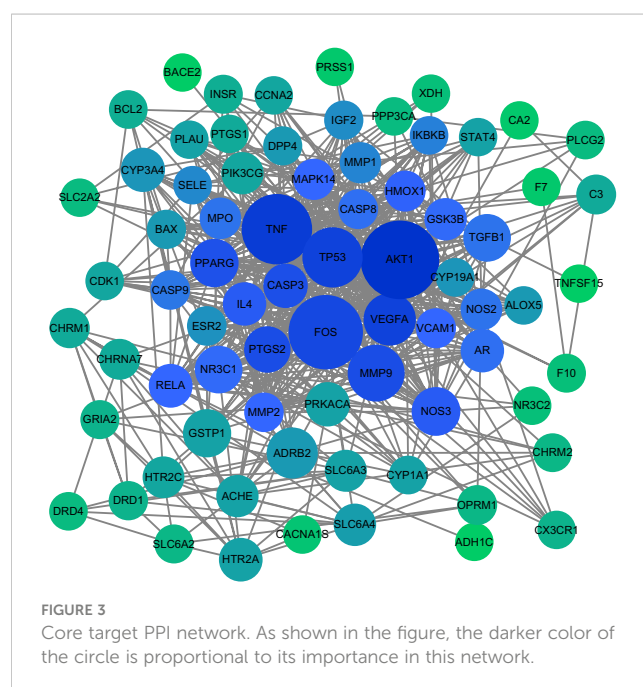 PRSS1
BACE2
XDH
INSR
CCNA2
BCL2
PPP3CA
CA2
IGF2
IKBKB
PLAU
PTGS1
STAT4
PLCG2
DPP4
MMP1
CYP3A4
PIK3CG
MAPK14
SELE
HMOX1
F7
C3
SLC2A2
CASP8
MPO
GSK3B
BAX
TNF
TGFB1
TP53
AKT1
PPARG
CYP19A1
CDK1
CASP9
CASP3
TNFSF15
IL4
NOS2
ALOX5
CHRM1
ESR2
FOS
VEGFA
VCAM1
PTGS2
AR
CHRNA7
NR3C1
MMP9
F10
RELA
PRKACA
NR3C2
MMP2
NOS3
GRIA2
GSTP1
ADRB2
CHRM2
SLC6A3
HTR2C
CYP1A1
ACHE
DRD1
OPRM1
DRD4
SLC6A4
CX3CR1
CACNA1S
SLC6A2
ADH1C
HTR2A
FIGURE 3
Core target PPI network. As shown in the figure, the darker color of
the circle is proportional to its importance in this network.